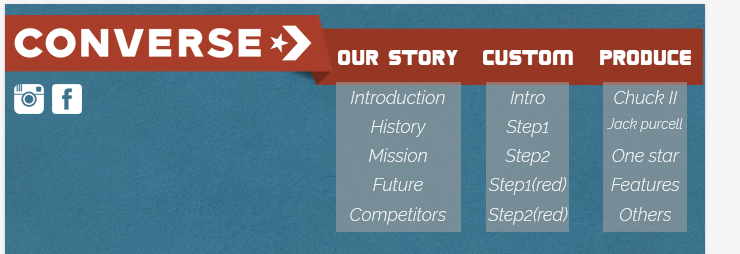 CONVERSE
OUR STORY
CUSTOM
PRODUCE
Introduction
History
Mission
Future
Competitors
Intro
Step1
Step2
Step1(red)
Step2(red)
Chuck II
Jack purcell
One star
Features
Others